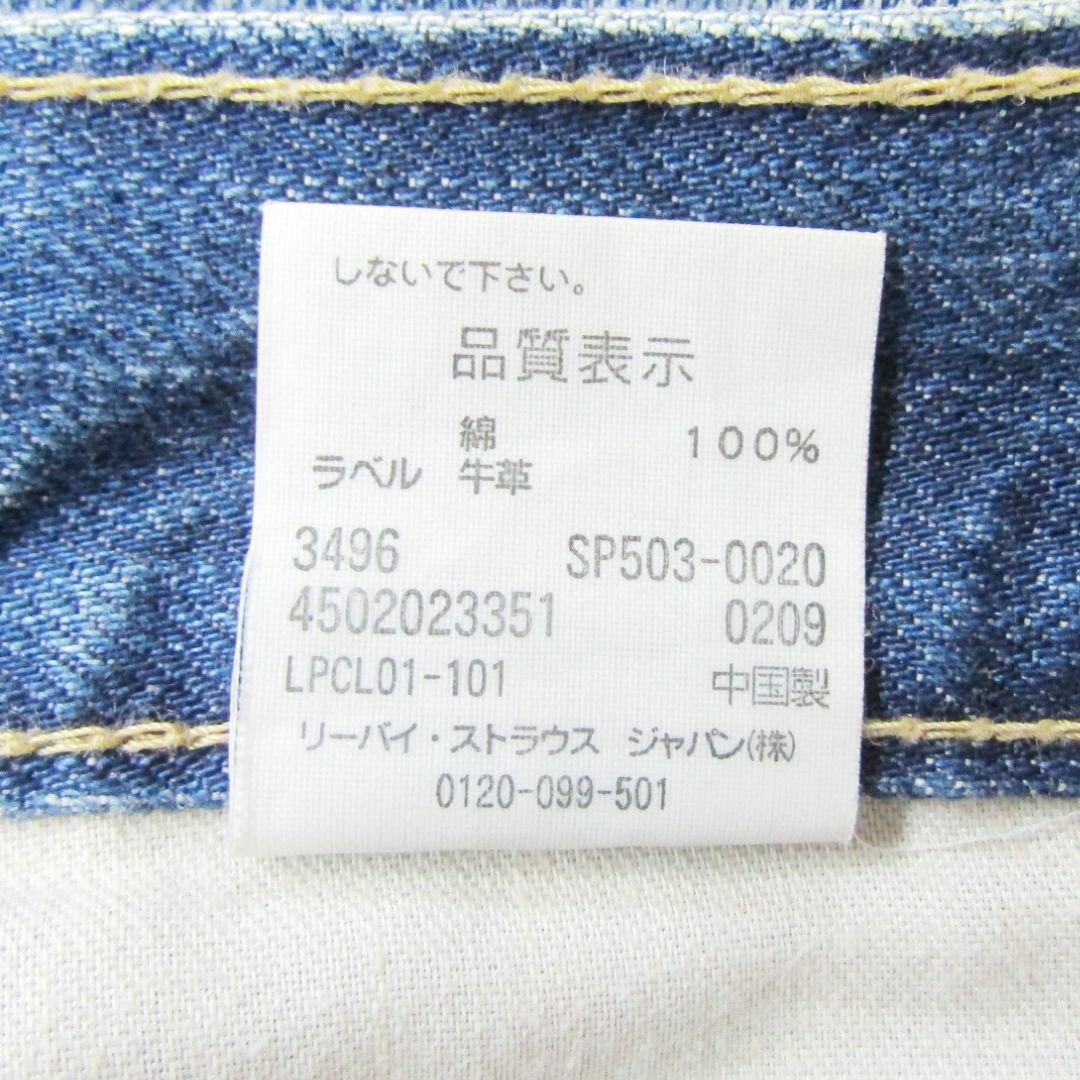 しないで下さい。
品質表示
綿 100%
ラベル 牛革
3496 SP503-0020
4502023351 0209
LPCL01-101 中国製
リーバイ・ストラウス ジャパン(株)
0120-099-501